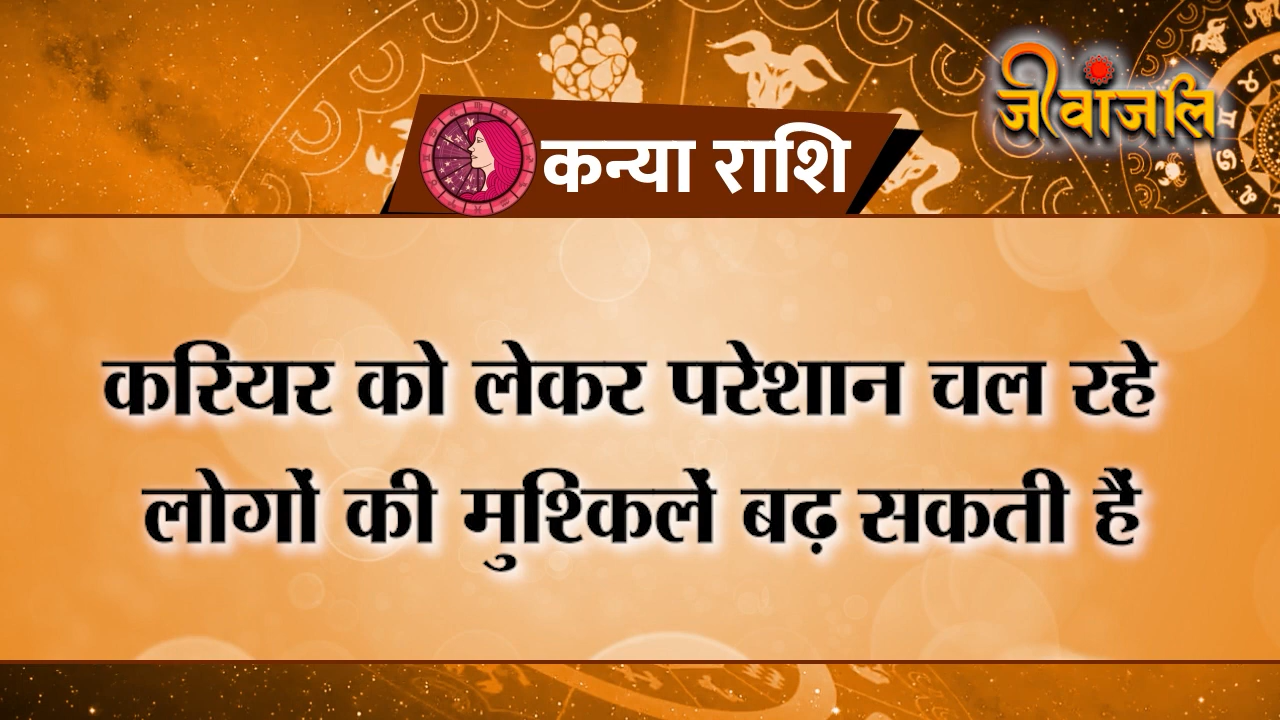 जीवांजलि
कन्या राशि
करियर को लेकर परेशान चल रहे
लोगों की मुश्किलें बढ़ सकती हैं